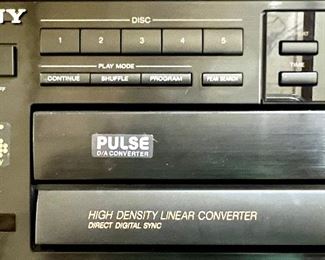 NY
DISC
1 2 3 4 5
PLAY MODE
CONTINUE SHUFFLE PROGRAM PEAK SEARCH
TIME
PULSE
D/A CONVERTER
HIGH DENSITY LINEAR CONVERTER
DIRECT DIGITAL SYNC